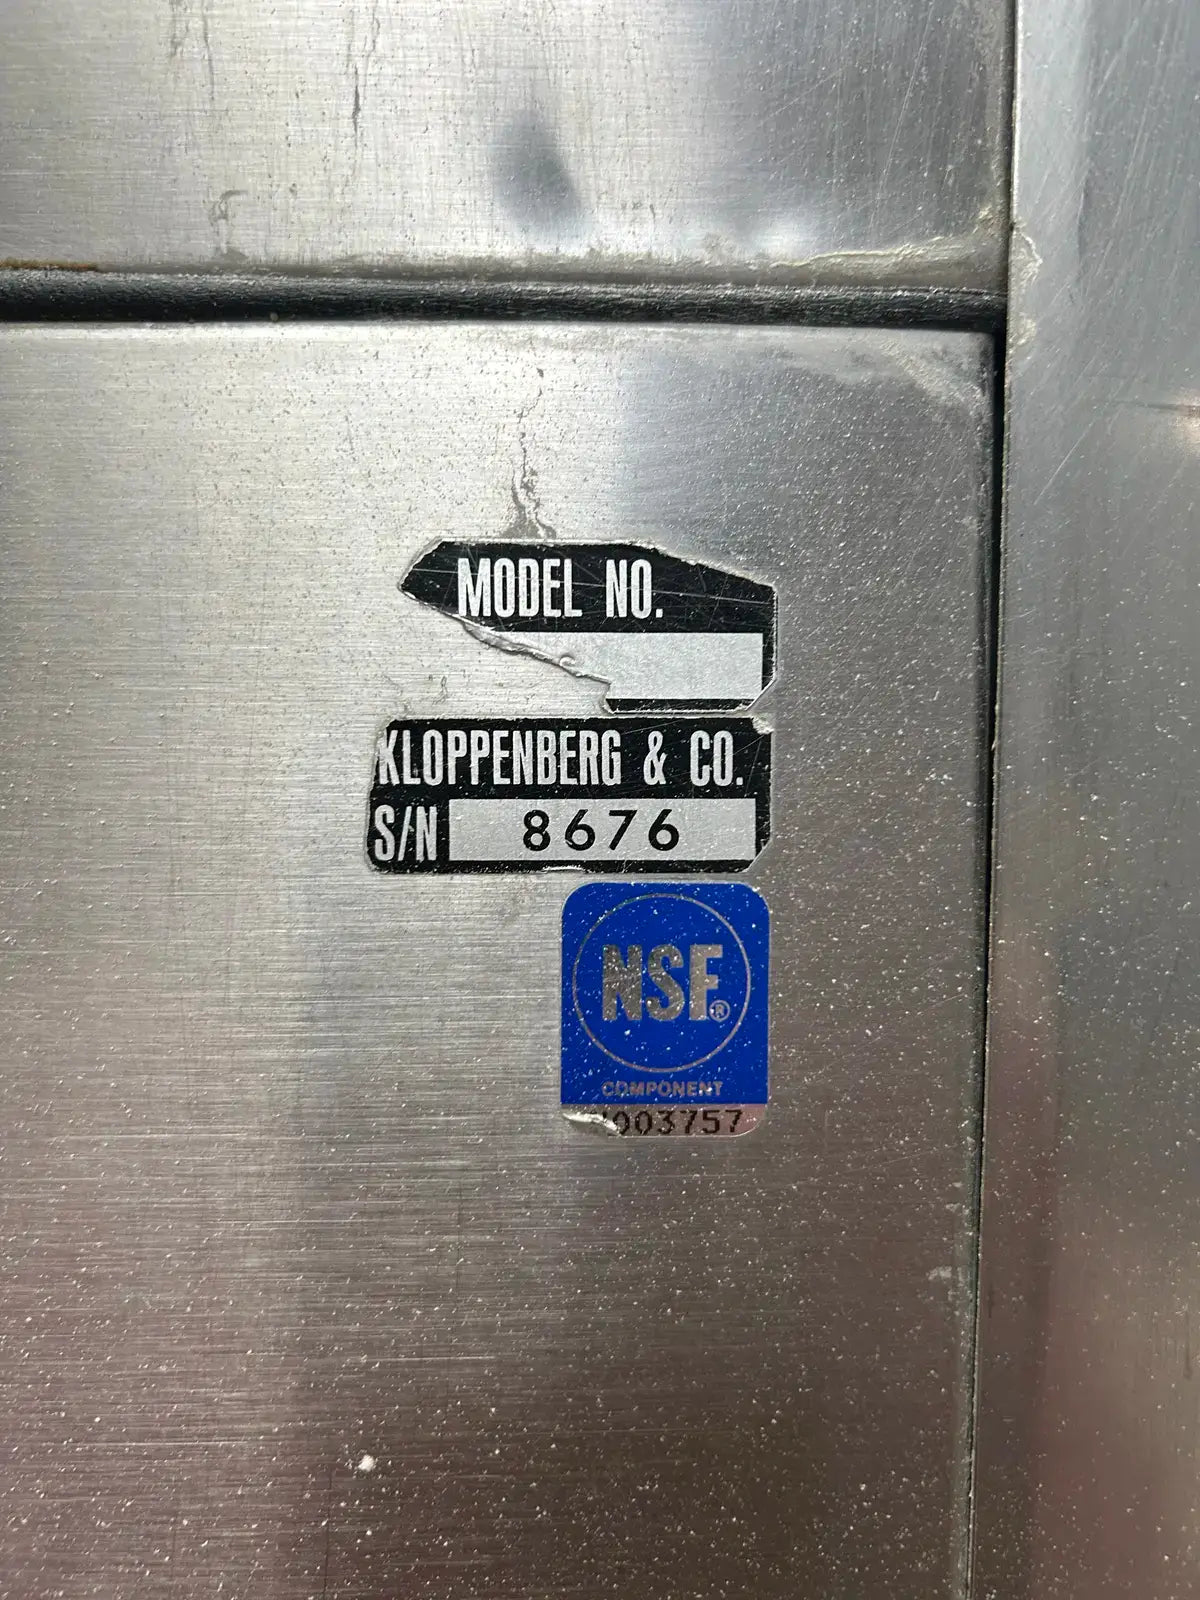 MODEL NO.
KLOPPENBERG & CO.
S/N 8676
NSF®
COMPONENT